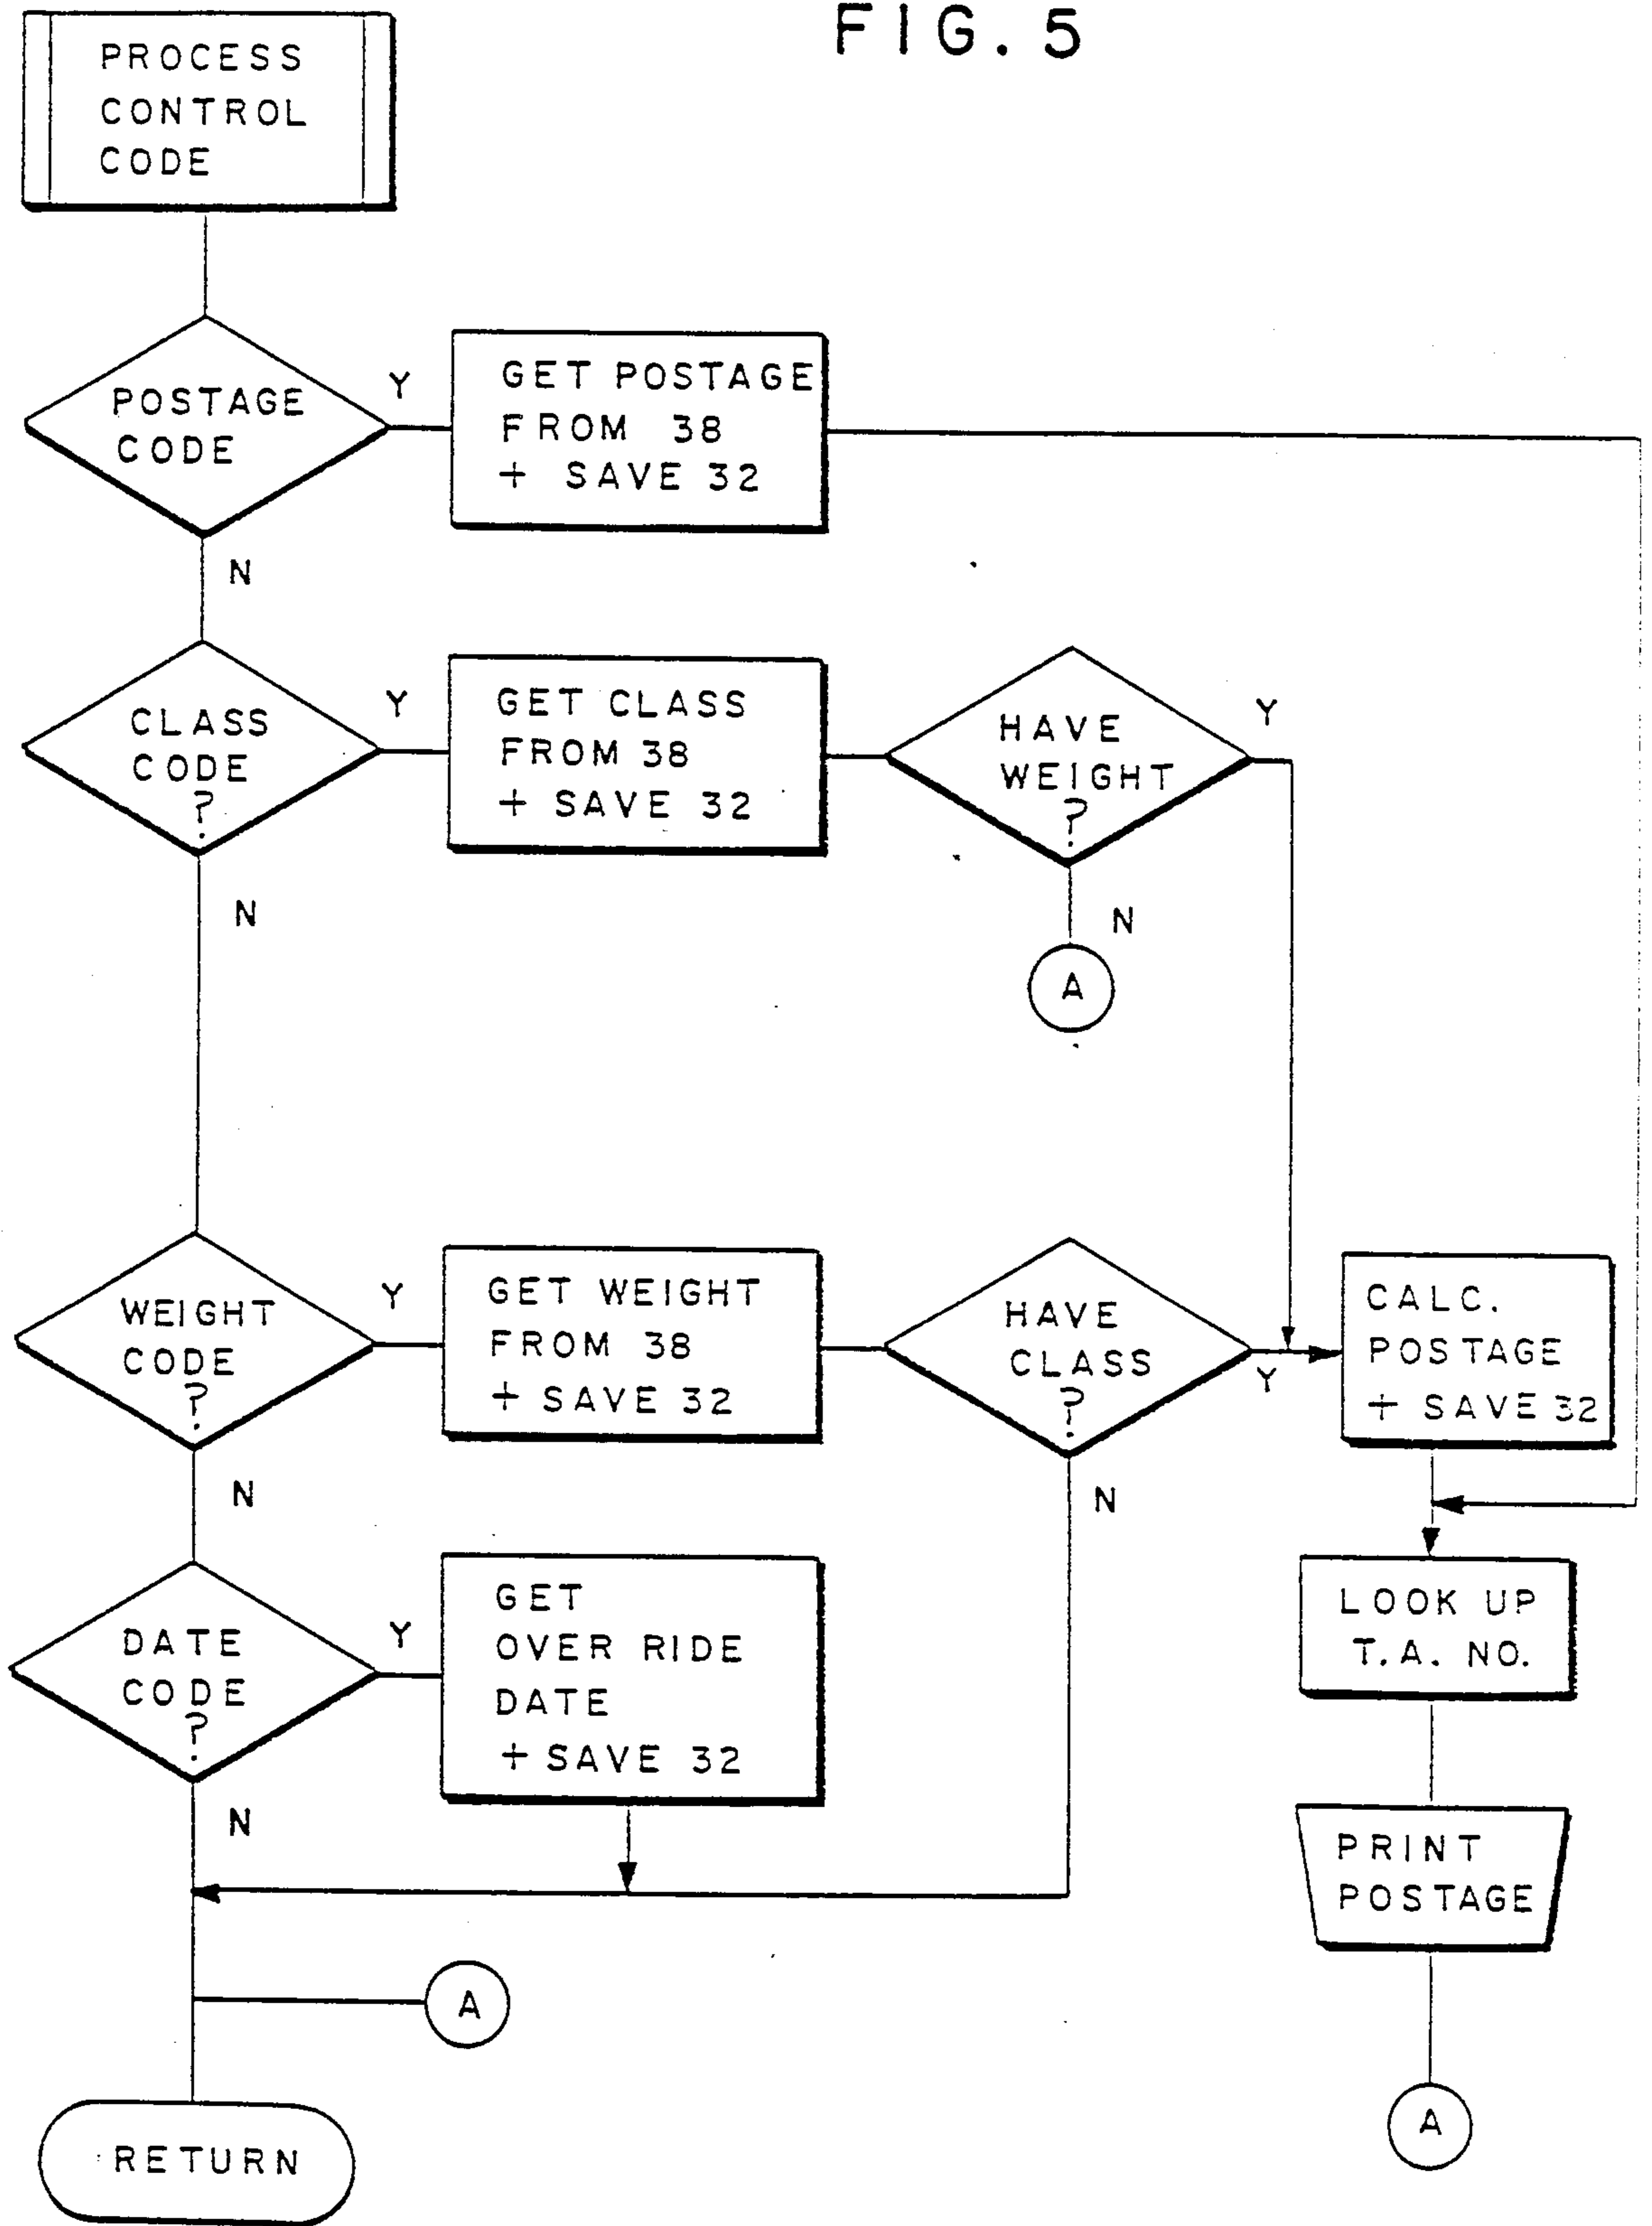 FIG. 5
PROCESS
CONTROL
CODE
POSTAGE
CODE
Y
GET POSTAGE
FROM 38
+ SAVE 32
N
CLASS
CODE
?
Y
GET CLASS
FROM 38
+ SAVE 32
HAVE
WEIGHT
?
Y
N
N
A
WEIGHT
CODE
?
Y
GET WEIGHT
FROM 38
+ SAVE 32
HAVE
CLASS
?
Y
CALC.
POSTAGE
+ SAVE 32
N
N
DATE
CODE
?
Y
GET
OVER RIDE
DATE
+ SAVE 32
LOOK UP
T.A. NO.
N
PRINT
POSTAGE
A
A
RETURN